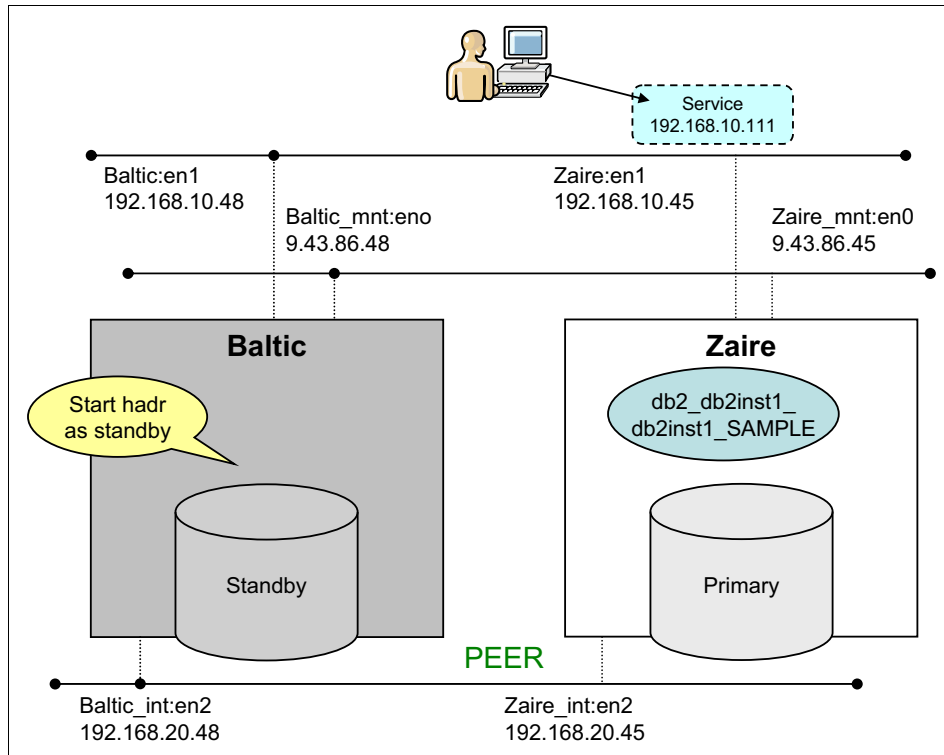 Service
192.168.10.111
Baltic:en1
192.168.10.48
Zaire:en1
192.168.10.45
Baltic_mnt:eno
9.43.86.48
Zaire_mnt:en0
9.43.86.45
Baltic
Zaire
Start hadr
as standby
db2_db2inst1_
db2inst1_SAMPLE
Standby
Primary
PEER
Baltic_int:en2
192.168.20.48
Zaire_int:en2
192.168.20.45